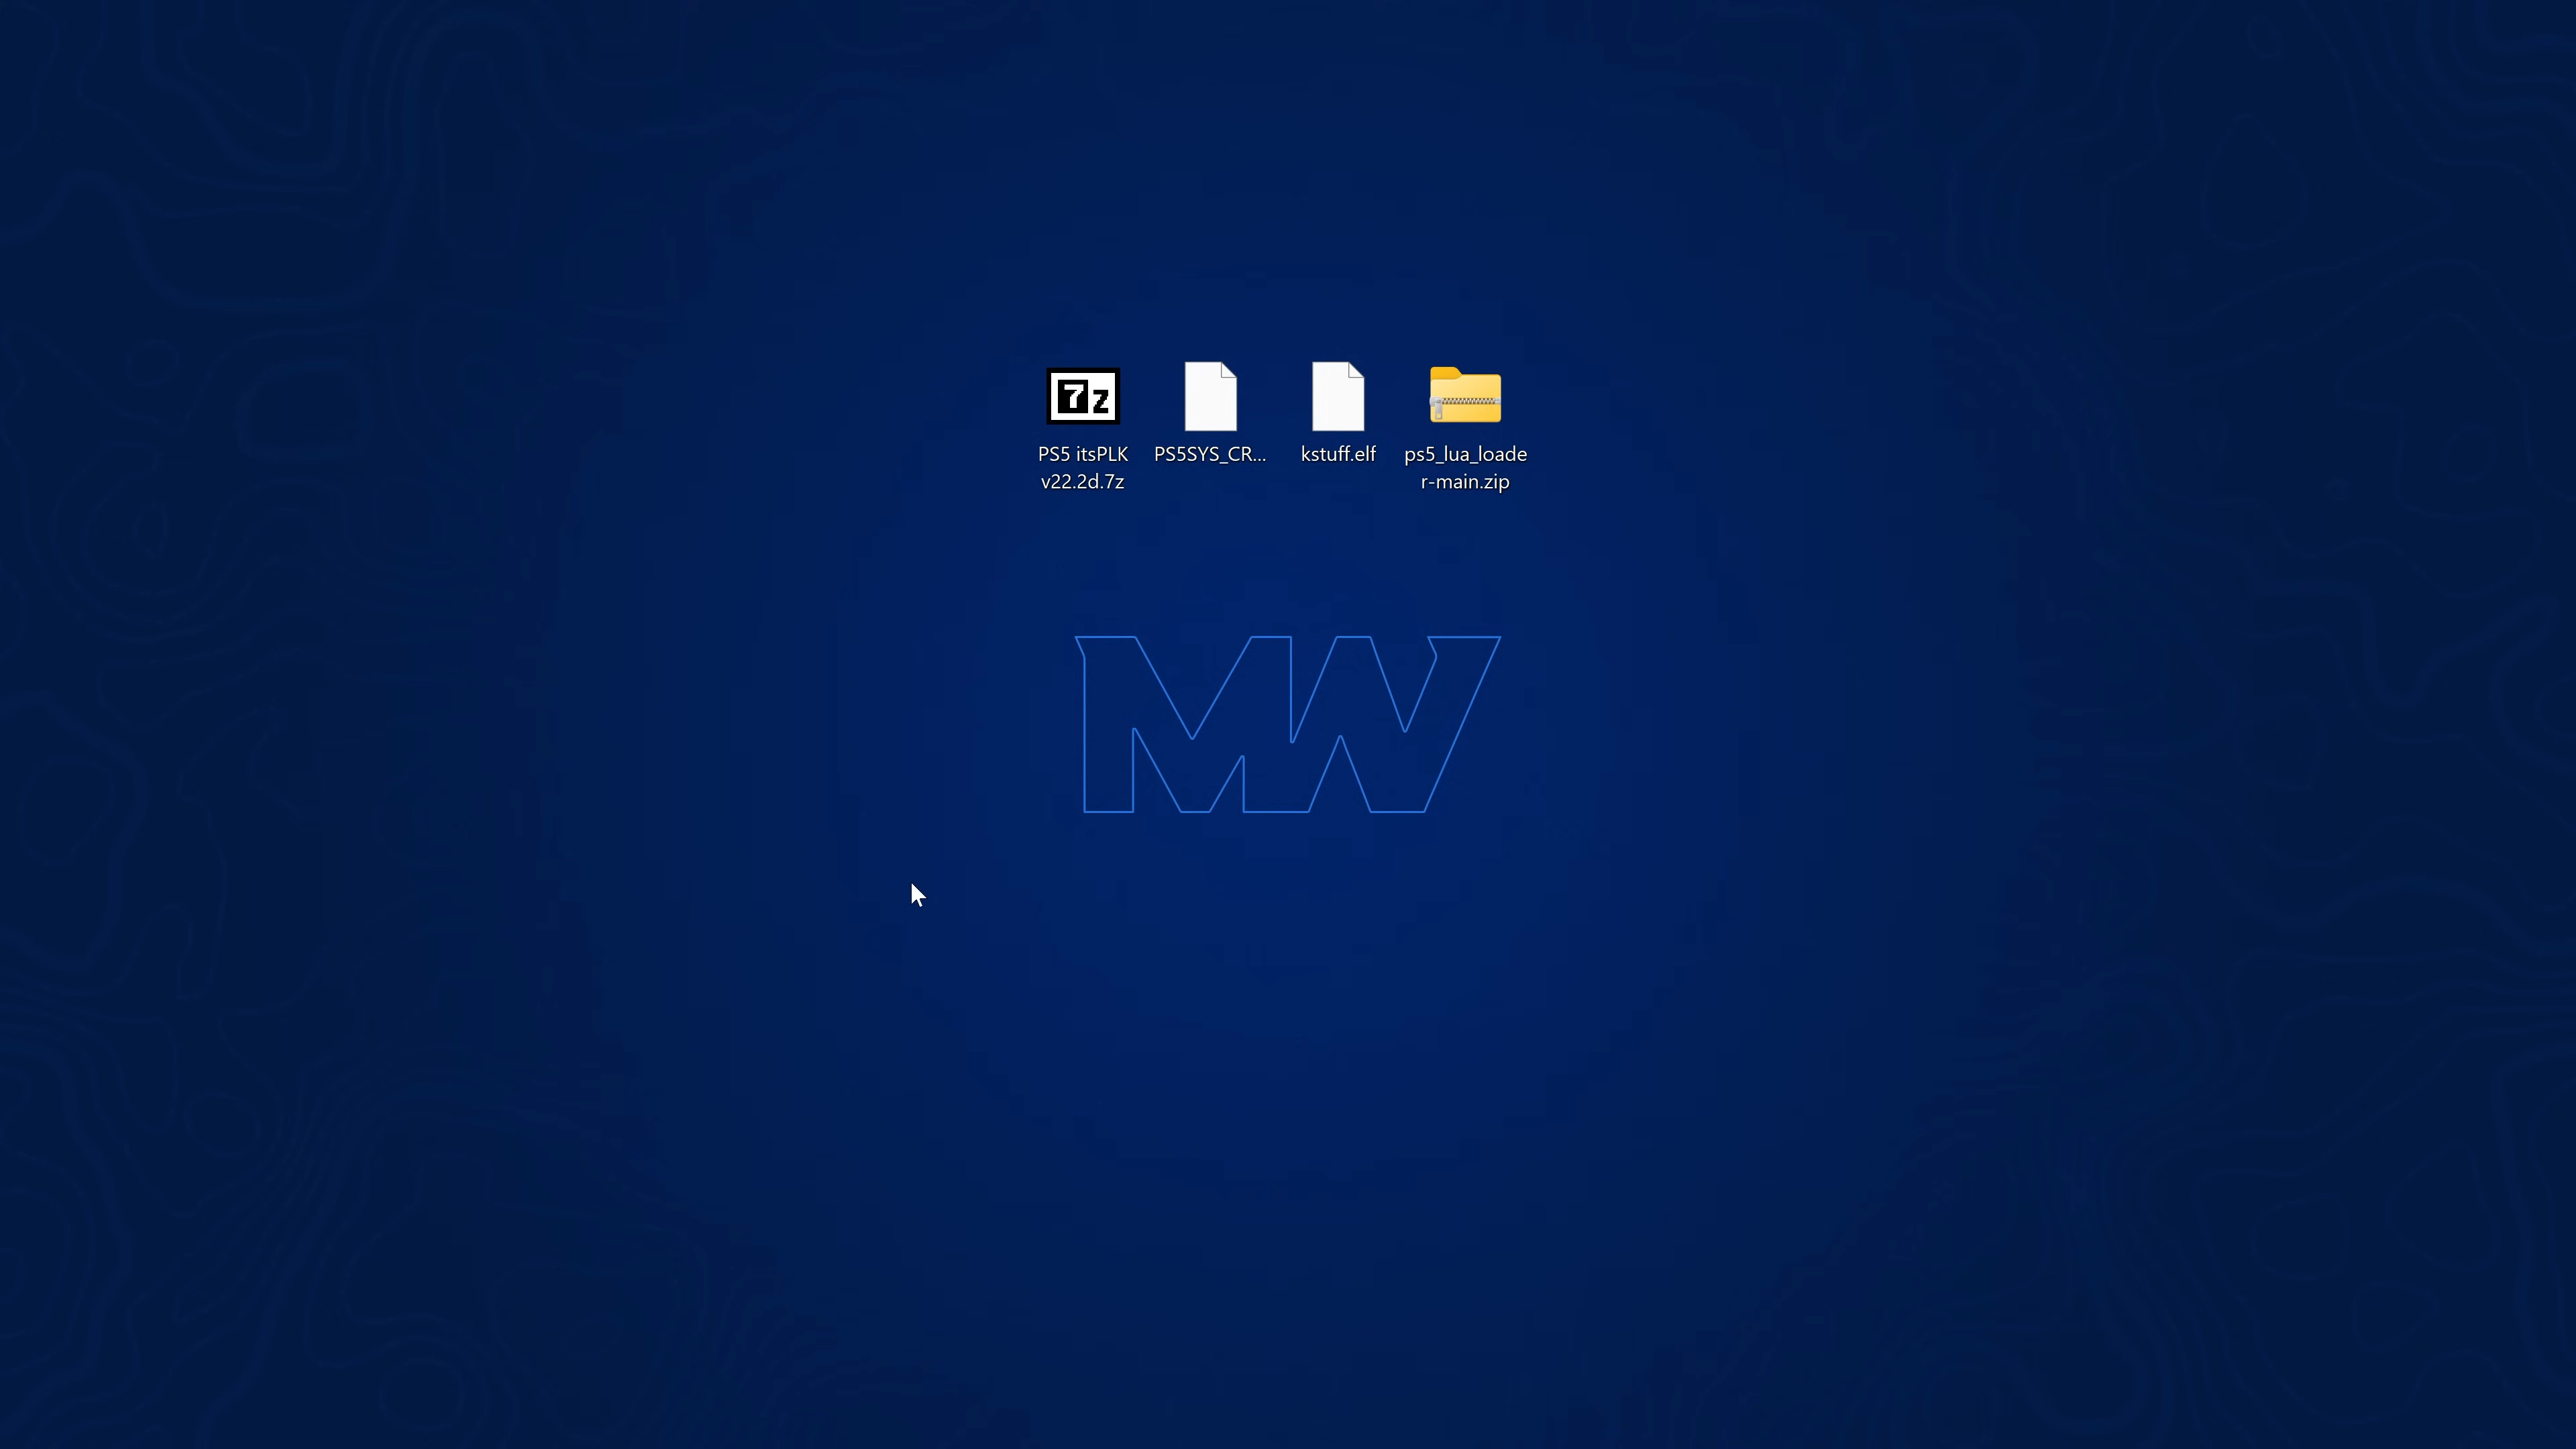 7z
PS5 itsPLK
v22.2d.7z
PS5SYS_CR...
kstuff.elf
ps5_lua_loade
r-main.zip
MW